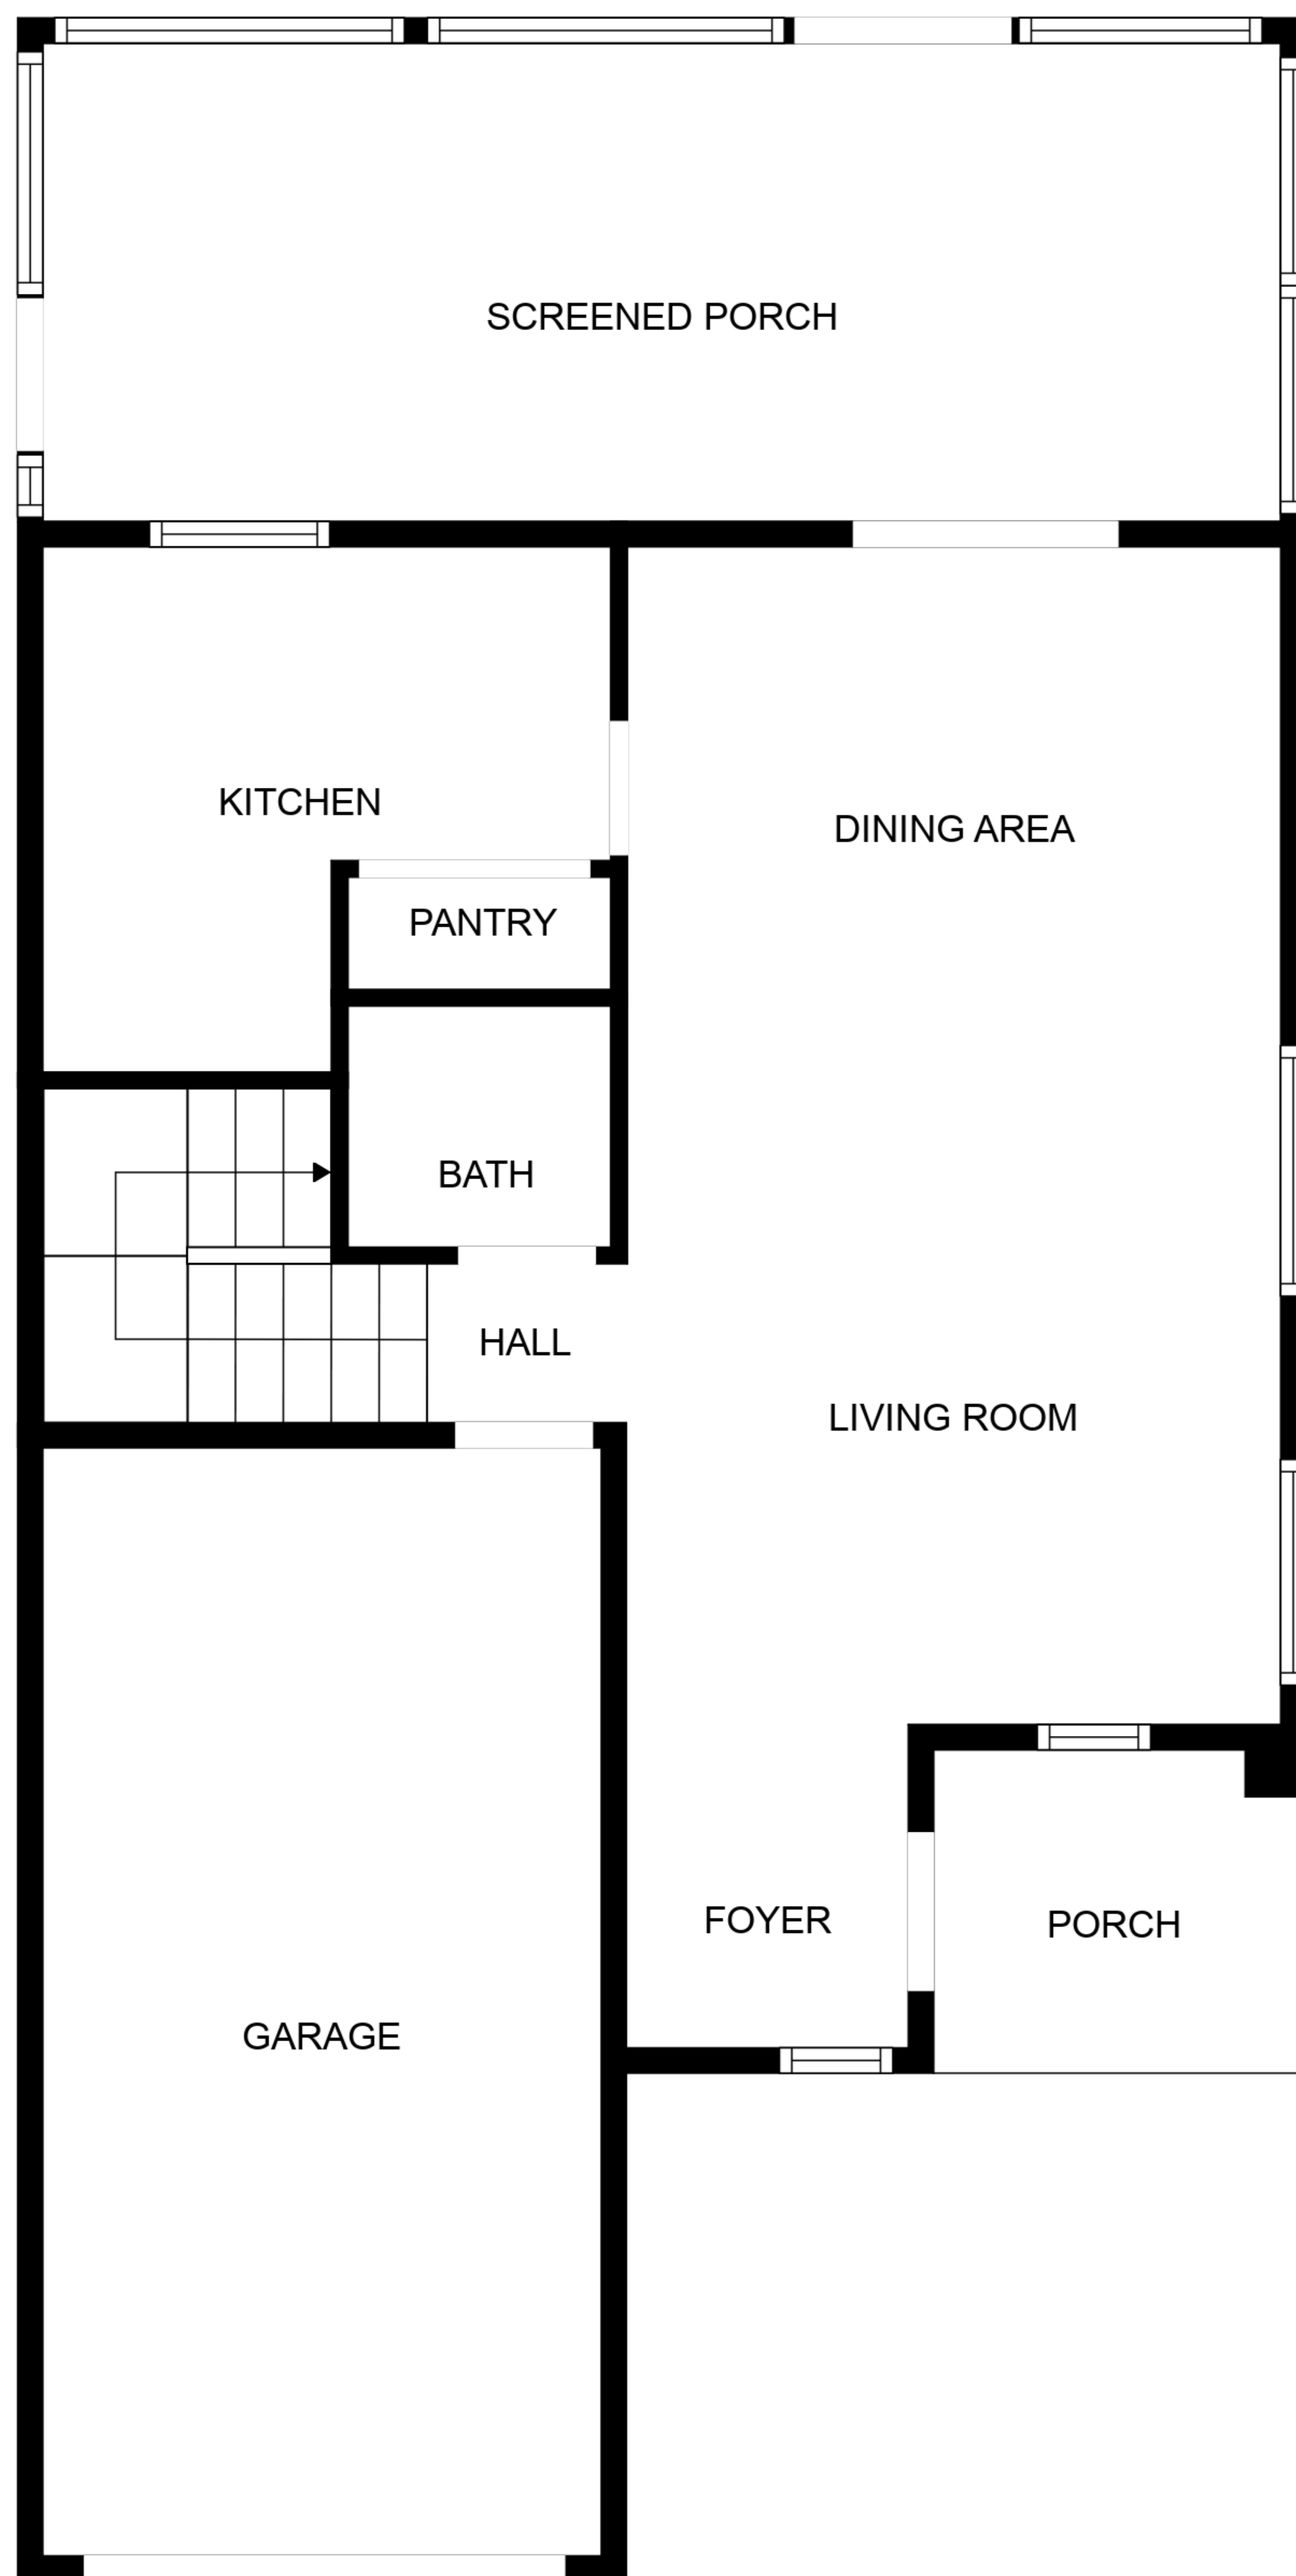 SCREENED PORCH
KITCHEN
DINING AREA
PANTRY
BATH
HALL
LIVING ROOM
FOYER
PORCH
GARAGE